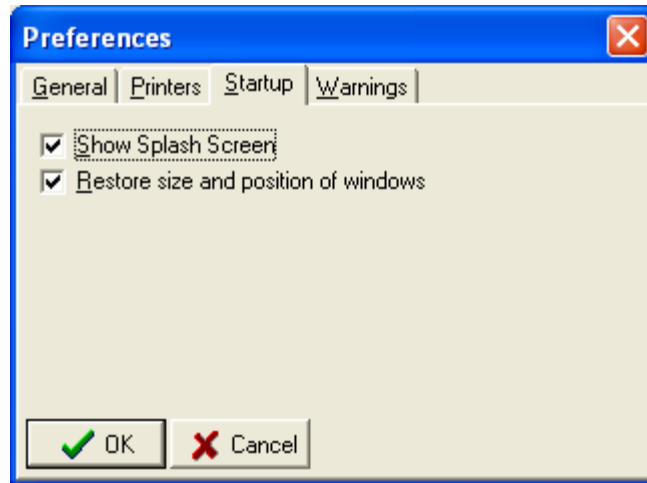 Preferences
General Printers Startup Warnings
Show Splash Screen
Restore size and position of windows
OK Cancel